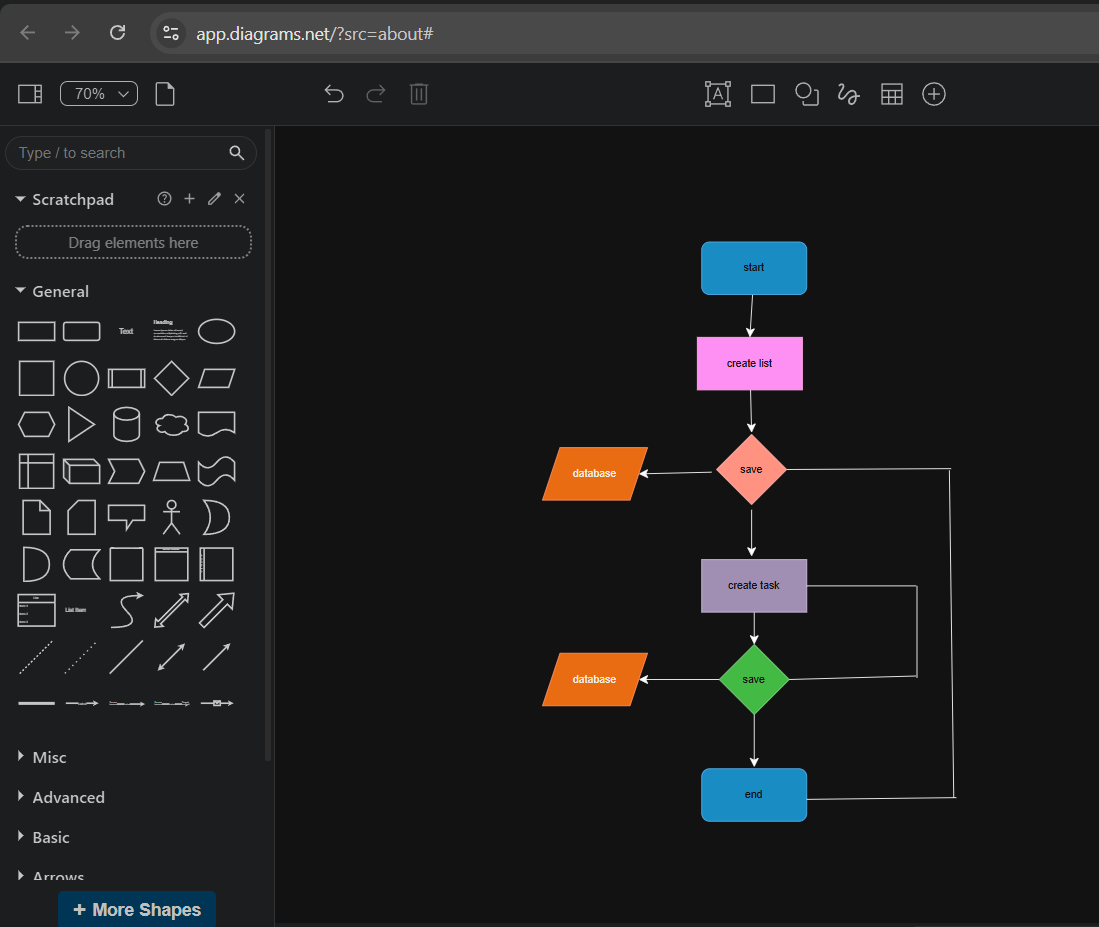 app.diagrams.net/?src=about#
70%
Type / to search
Scratchpad
Drag elements here
General
Text
Heading
List Item
Misc
Advanced
Basic
Arrows
+ More Shapes
start
create list
save
database
create task
save
database
end